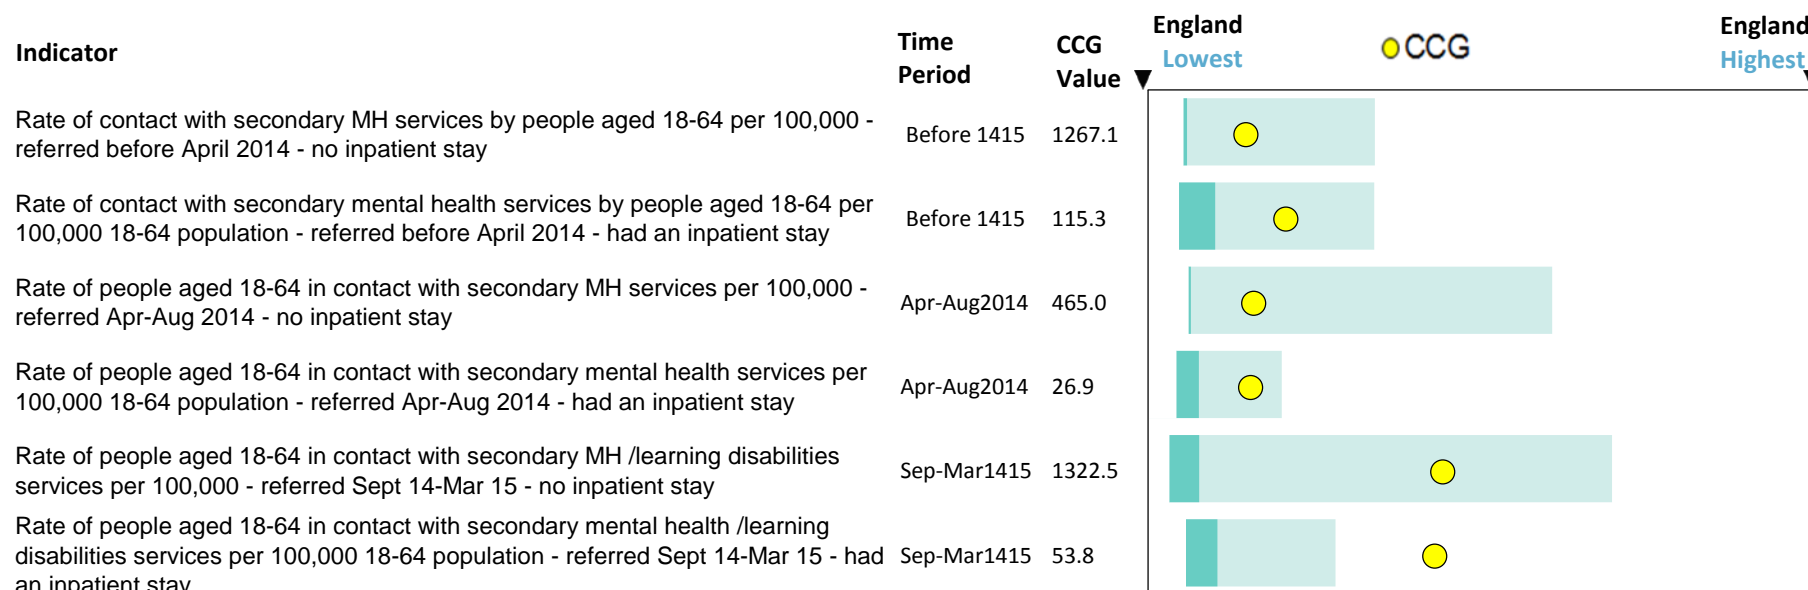 Indicator
Time Period
CCG Value
England Lowest
CCG
England Highest
Rate of contact with secondary MH services by people aged 18-64 per 100,000 -
referred before April 2014 - no inpatient stay
Before 1415 1267.1
Rate of contact with secondary mental health services by people aged 18-64 per
100,000 18-64 population - referred before April 2014 - had an inpatient stay
Before 1415 115.3
Rate of people aged 18-64 in contact with secondary MH services per 100,000 -
referred Apr-Aug 2014 - no inpatient stay
Apr-Aug2014 465.0
Rate of people aged 18-64 in contact with secondary mental health services per
100,000 18-64 population - referred Apr-Aug 2014 - had an inpatient stay
Apr-Aug2014 26.9
Rate of people aged 18-64 in contact with secondary MH /learning disabilities
services per 100,000 - referred Sept 14-Mar 15 - no inpatient stay
Sep-Mar1415 1322.5
Rate of people aged 18-64 in contact with secondary mental health /learning
disabilities services per 100,000 18-64 population - referred Sept 14-Mar 15 - had
an inpatient stay
Sep-Mar1415 53.8